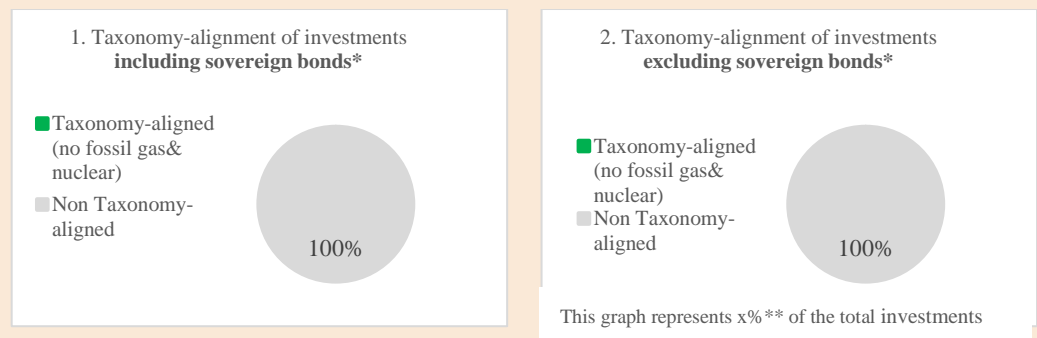 1. Taxonomy-alignment of investments
including sovereign bonds*
Taxonomy-aligned
(no fossil gas&
nuclear)
Non Taxonomy-
aligned
100%
2. Taxonomy-alignment of investments
excluding sovereign bonds*
Taxonomy-aligned
(no fossil gas&
nuclear)
Non Taxonomy-
aligned
100%
This graph represents x%** of the total investments